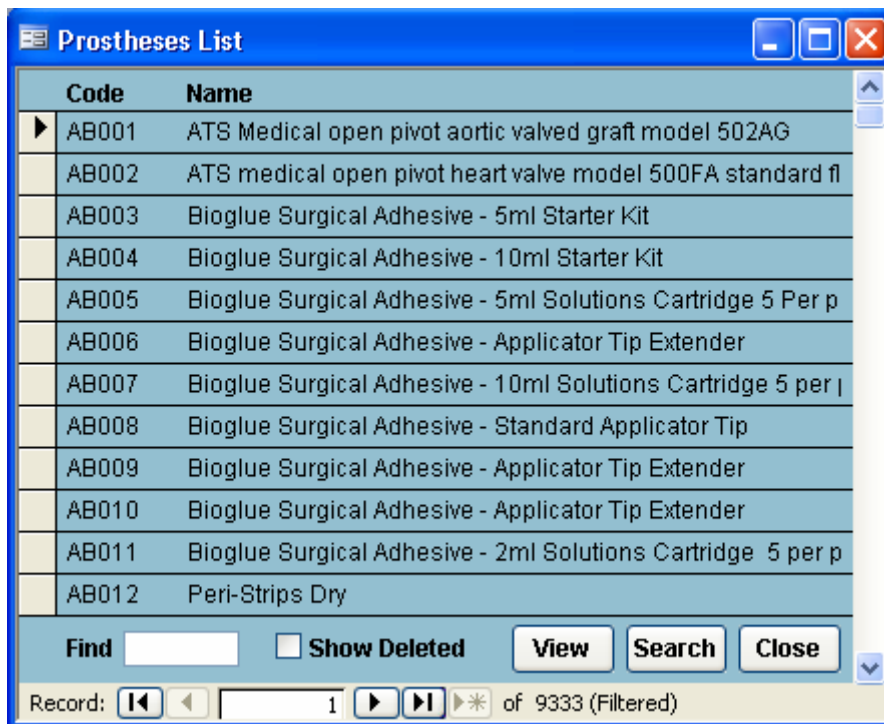 Prostheses List
Code Name
AB001 ATS Medical open pivot aortic valved graft model 502AG
AB002 ATS medical open pivot heart valve model 500FA standard fl
AB003 Bioglue Surgical Adhesive - 5ml Starter Kit
AB004 Bioglue Surgical Adhesive - 10ml Starter Kit
AB005 Bioglue Surgical Adhesive - 5ml Solutions Cartridge 5 Per p
AB006 Bioglue Surgical Adhesive - Applicator Tip Extender
AB007 Bioglue Surgical Adhesive - 10ml Solutions Cartridge 5 per
AB008 Bioglue Surgical Adhesive - Standard Applicator Tip
AB009 Bioglue Surgical Adhesive - Applicator Tip Extender
AB010 Bioglue Surgical Adhesive - Applicator Tip Extender
AB011 Bioglue Surgical Adhesive - 2ml Solutions Cartridge  5 per p
AB012 Peri-Strips Dry
Find Show Deleted View Search Close
Record: 1 of 9333 (Filtered)